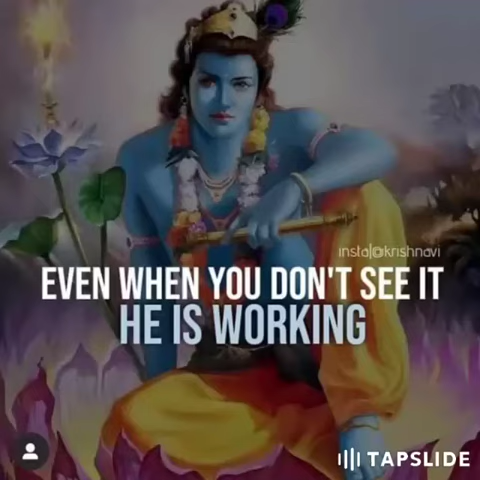 insta|@krishnavi
EVEN WHEN YOU DON'T SEE IT
HE IS WORKING
TAPSLIDE